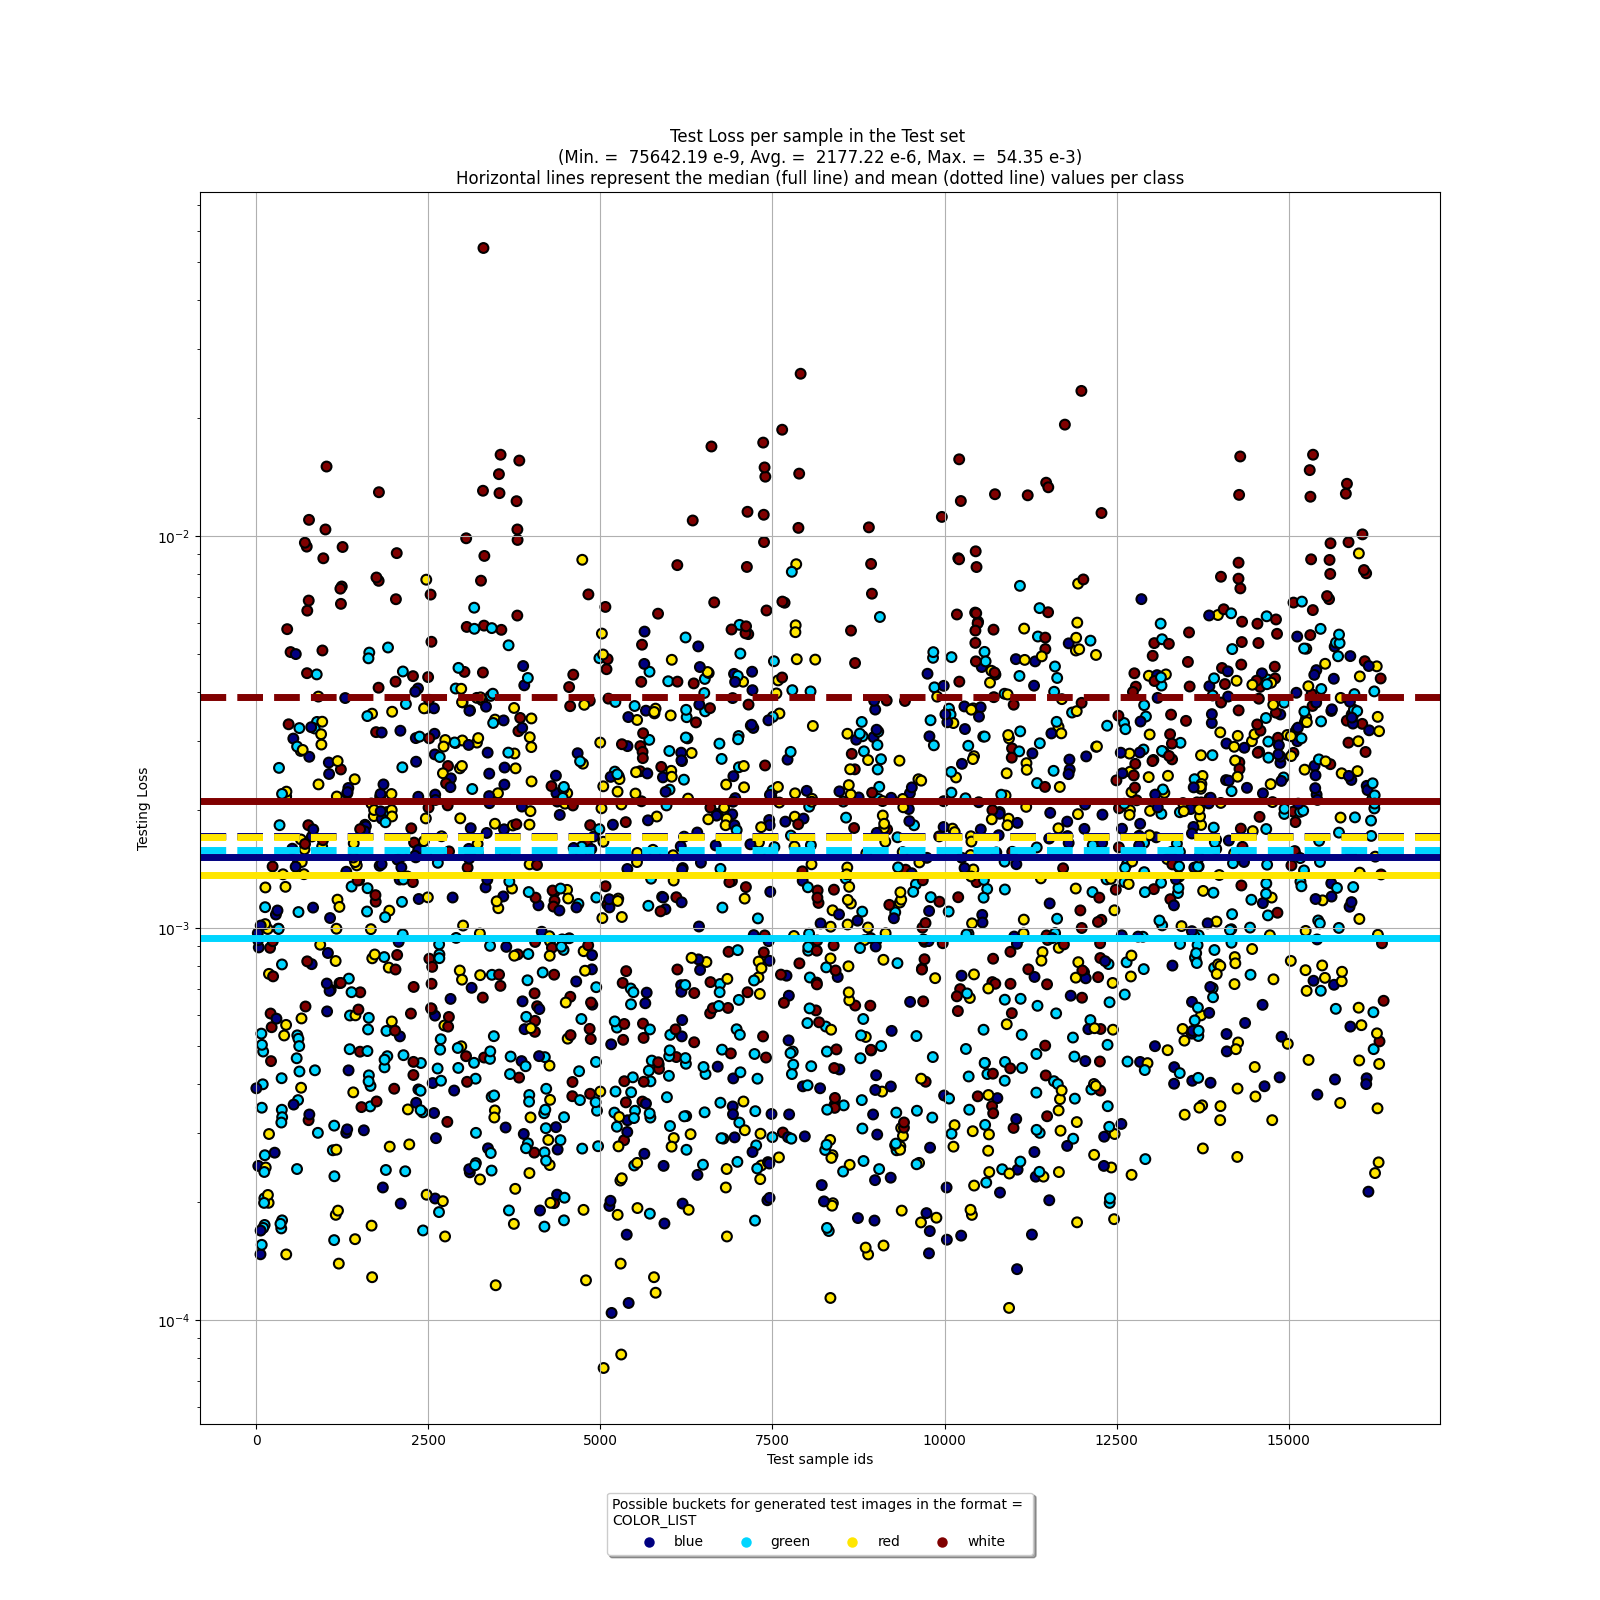 Test Loss per sample in the Test set
(Min. = 75642.19 e-9, Avg. = 2177.22 e-6, Max. = 54.35 e-3)
Horizontal lines represent the median (full line) and mean (dotted line) values per class
Testing Loss
10⁻²
10⁻³
10⁻⁴
0 2500 5000 7500 10000 12500 15000
Test sample ids
Possible buckets for generated test images in the format =
COLOR_LIST
blue green red white